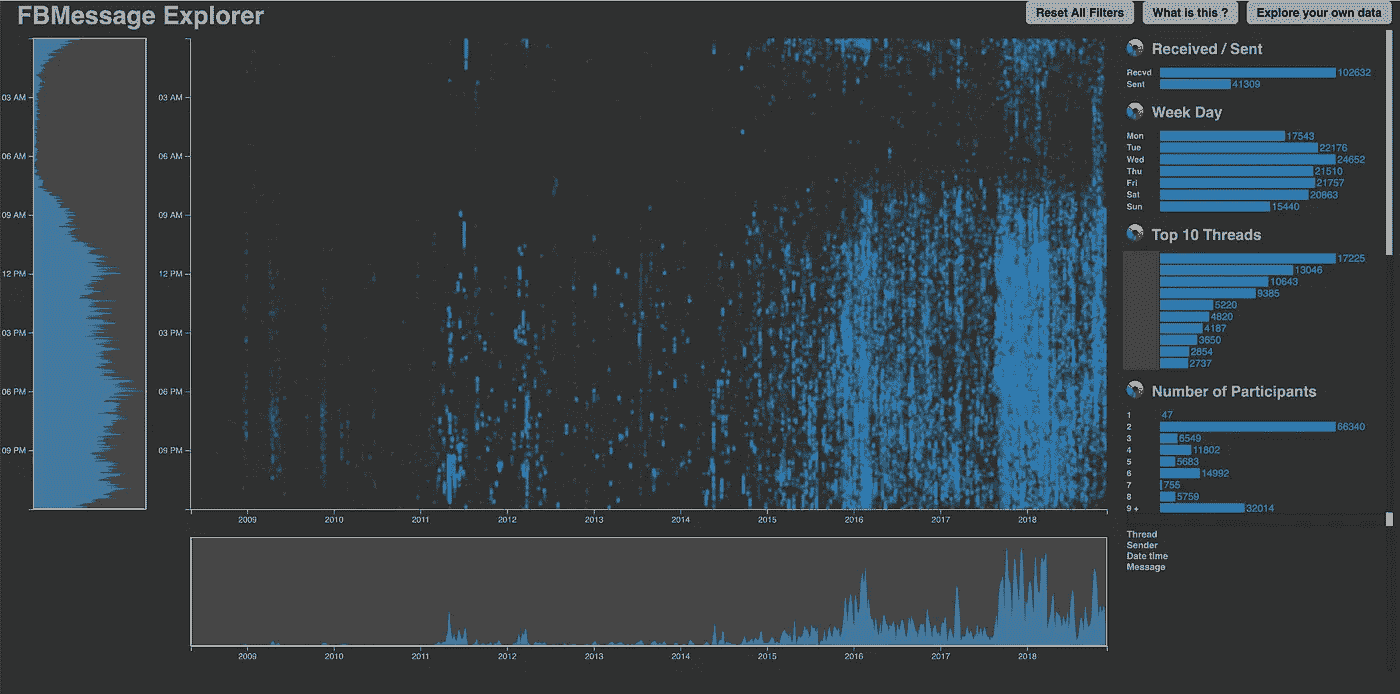 FBMessage Explorer
Reset All Filters
What is this ?
Explore your own data
03 AM
06 AM
09 AM
12 PM
03 PM
06 PM
09 PM
03 AM
06 AM
09 AM
12 PM
03 PM
06 PM
09 PM
2009 2010 2011 2012 2013 2014 2015 2016 2017 2018
2009 2010 2011 2012 2013 2014 2015 2016 2017 2018
Received / Sent
Recvd 102632
Sent 41309
Week Day
Mon 17543
Tue 22176
Wed 24652
Thu 21510
Fri 21757
Sat 20863
Sun 15440
Top 10 Threads
17225
13046
10643
9385
5220
4820
4187
3650
2854
2737
Number of Participants
1 47
2 66340
3 6549
4 11802
5 5683
6 14992
7 755
8 5759
9 + 32014
Thread
Sender
Date time
Message